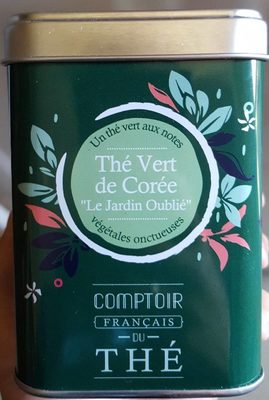 Un thé vert aux notes
Thé Vert
de Corée
"Le Jardin Oublié"
végétales onctueuses
COMPTOIR
FRANÇAIS
DU
THÉ